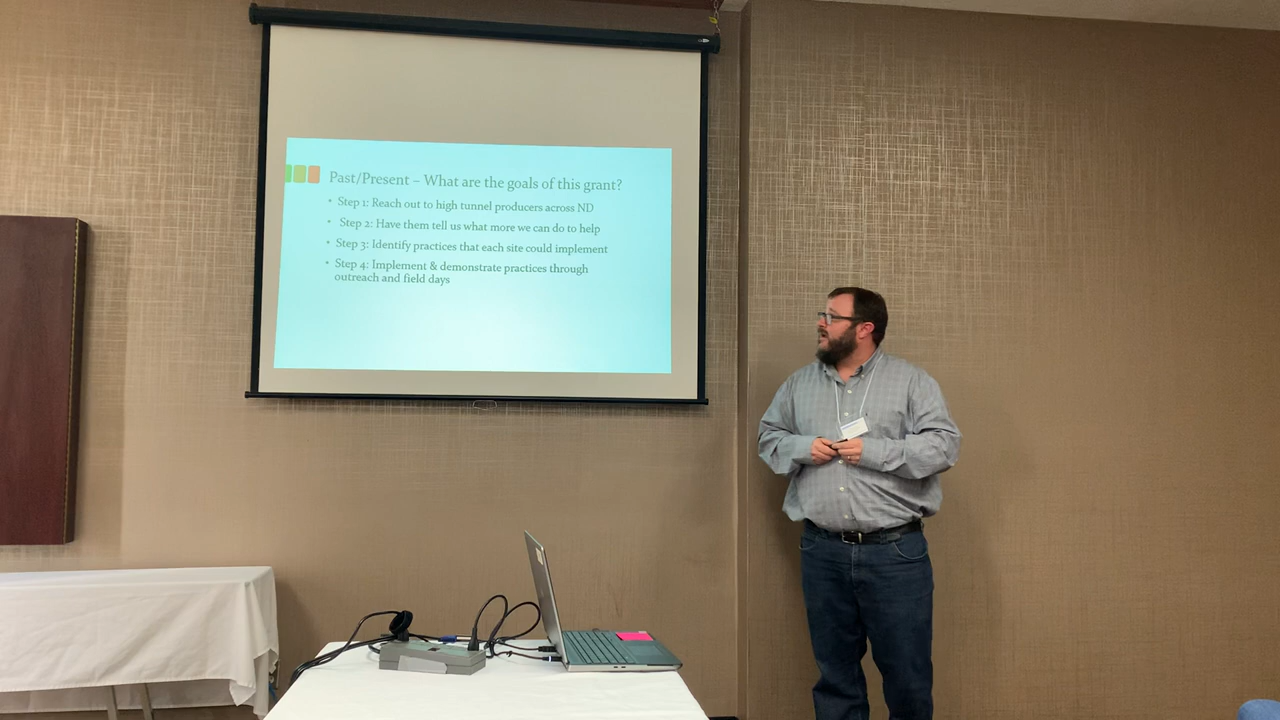 Past/Present – What are the goals of this grant?
• Step 1: Reach out to high tunnel producers across ND
• Step 2: Have them tell us what more we can do to help
• Step 3: Identify practices that each site could implement
• Step 4: Implement & demonstrate practices through
outreach and field days